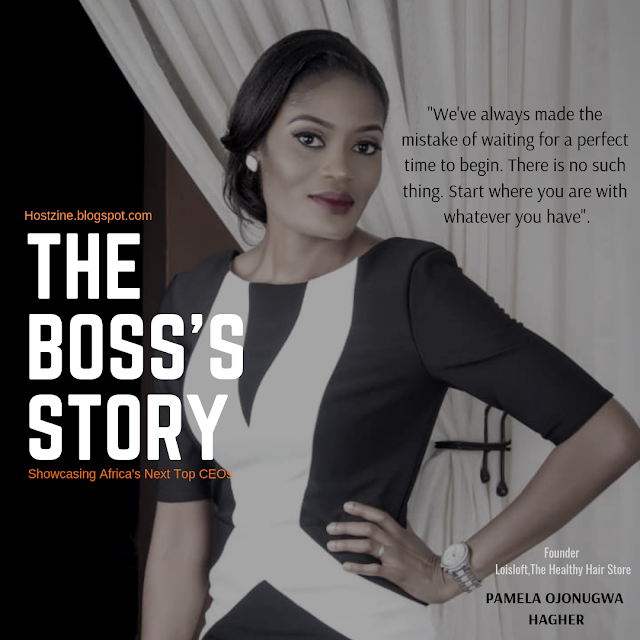 "We've always made the
mistake of waiting for a perfect
time to begin. There is no such
thing. Start where you are with
whatever you have".
Hostzine.blogspot.com
THE
BOSS'S
STORY
Showcasing Africa's Next Top CEOs
Founder
Loisloft,The Healthy Hair Store
PAMELA OJONUGWA
HAGHER